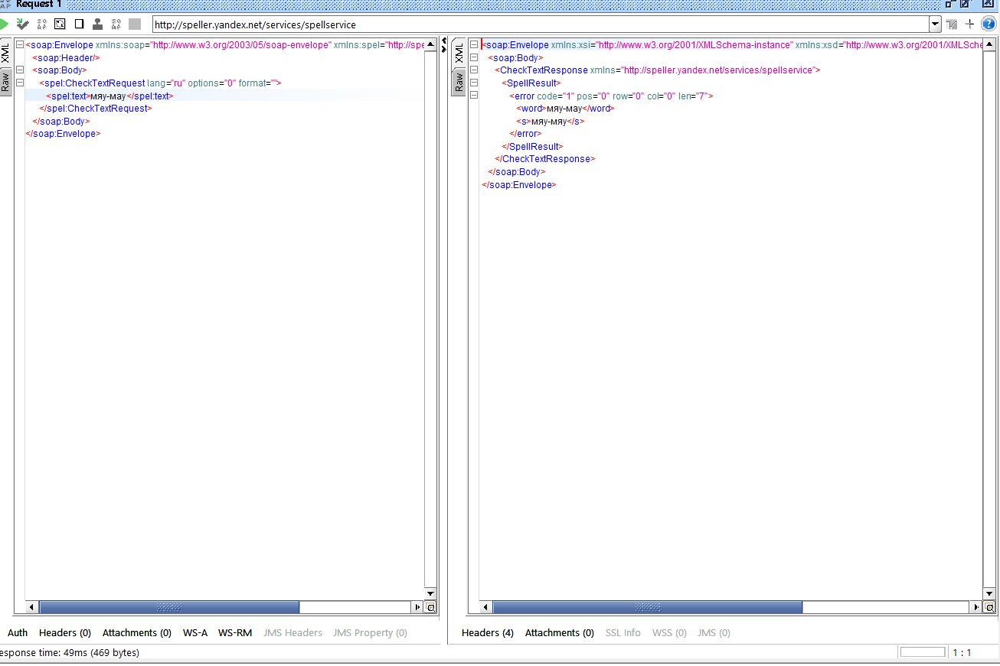 Request 1
http://speller.yandex.net/services/spellservice
XML
Raw
<soap:Envelope xmlns:soap="http://www.w3.org/2003/05/soap-envelope" xmlns:spel="http://spe
<soap:Header/>
<soap:Body>
<spel:CheckTextRequest lang="ru" options="0" format="">
<spel:text>мяу-мау</spel:text>
</spel:CheckTextRequest>
</soap:Body>
</soap:Envelope>
XML
Raw
<soap:Envelope xmlns:xsi="http://www.w3.org/2001/XMLSchema-instance" xmlns:xsd="http://www.w3.org/2001/XMLSche
<soap:Body>
<CheckTextResponse xmlns="http://speller.yandex.net/services/spellservice">
<SpellResult>
<error code="1" pos="0" row="0" col="0" len="7">
<word>мяу-мау</word>
<s>мяу-мяу</s>
</error>
</SpellResult>
</CheckTextResponse>
</soap:Body>
</soap:Envelope>
Auth Headers (0) Attachments (0) WS-A WS-RM JMS Headers JMS Property (0)
Headers (4) Attachments (0) SSL Info WSS (0) JMS (0)
esponse time: 49ms (469 bytes)
1 : 1